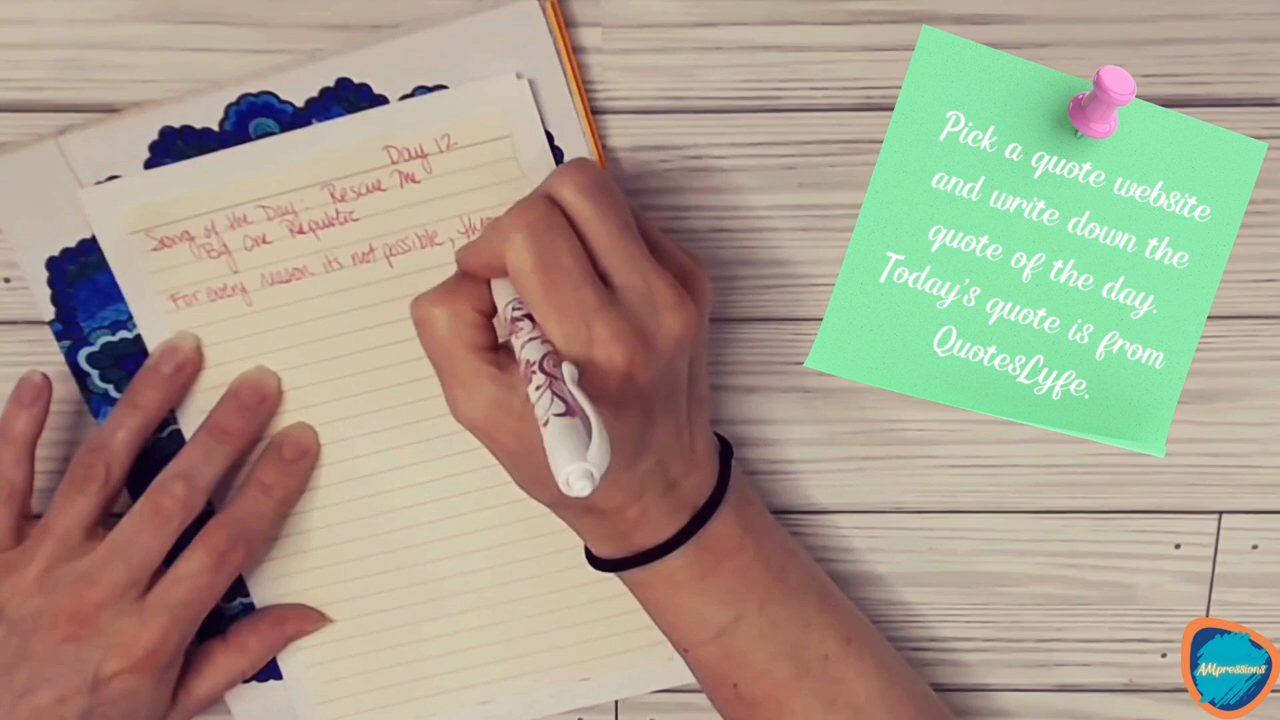 Day 12
Song of the Day: Rescue Me
By One Republic
For every reason its not possible,
Pick a quote website
and write down the
quote of the day.
Today's quote is from
QuotesLyfe.
AMpressions